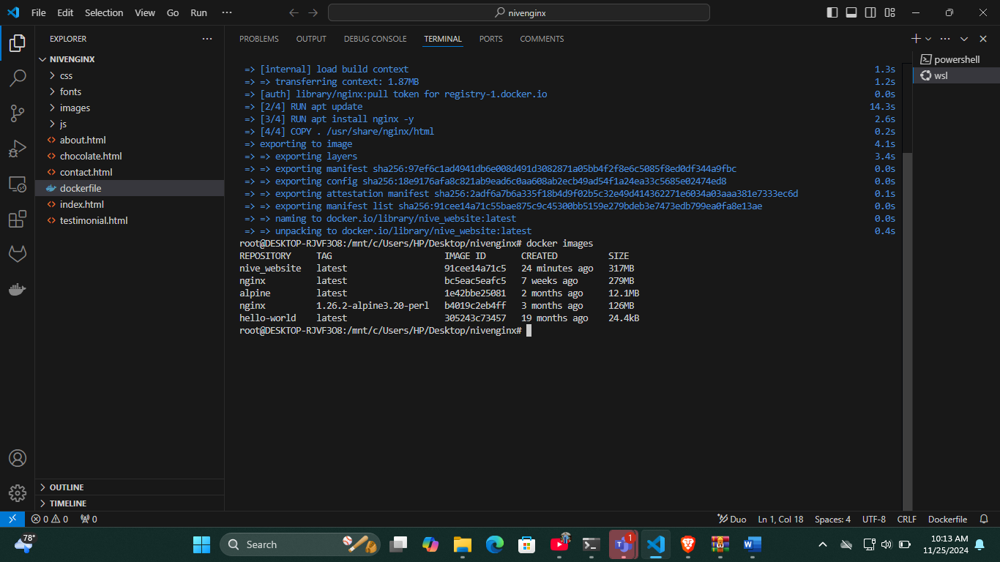 File Edit Selection View Go Run ···
nivenginx
EXPLORER ···
NIVENGINX
css
fonts
images
js
about.html
chocolate.html
contact.html
dockerfile
index.html
testimonial.html
OUTLINE
TIMELINE
PROBLEMS OUTPUT DEBUG CONSOLE TERMINAL PORTS COMMENTS
powershell
wsl
=> [internal] load build context 1.3s
=> => transferring context: 1.87MB 1.2s
=> [auth] library/nginx:pull token for registry-1.docker.io 0.0s
=> [2/4] RUN apt update 14.3s
=> [3/4] RUN apt install nginx -y 2.6s
=> [4/4] COPY . /usr/share/nginx/html 0.2s
=> exporting to image 4.1s
=> => exporting layers 3.4s
=> => exporting manifest sha256:97ef6c1ad4941db6e008d491d3082871a05bb4f2f8e6c5085f8ed0df344a9fbc 0.0s
=> => exporting config sha256:18e9176afa8c821ab9ead6c0aa608ab2ecb49ad54f1a24ea33c5685e02474ed8 0.0s
=> => exporting attestation manifest sha256:2adf6a7b6a335f18b4d9f02b5c32e49d414362271e6034a03aaa381e7333ec6d 0.1s
=> => exporting manifest list sha256:91cee14a71c55bae875c9c45300bb5159e279bdeb3e7473edb799ea0fa8e13ae 0.0s
=> => naming to docker.io/library/nive_website:latest 0.0s
=> => unpacking to docker.io/library/nive_website:latest 0.4s
root@DESKTOP-RJVF3O8:/mnt/c/Users/HP/Desktop/nivenginx# docker images
REPOSITORY TAG IMAGE ID CREATED SIZE
nive_website latest 91cee14a71c5 24 minutes ago 317MB
nginx latest bc5eac5eafc5 7 weeks ago 279MB
alpine latest 1e42bbe25081 2 months ago 12.1MB
nginx 1.26.2-alpine3.20-perl b4019c2eb4ff 3 months ago 126MB
hello-world latest 305243c73457 19 months ago 24.4kB
root@DESKTOP-RJVF3O8:/mnt/c/Users/HP/Desktop/nivenginx#
0 0 0 Duo Ln 1, Col 18 Spaces: 4 UTF-8 CRLF Dockerfile
78° Search 1 10:13 AM
11/25/2024